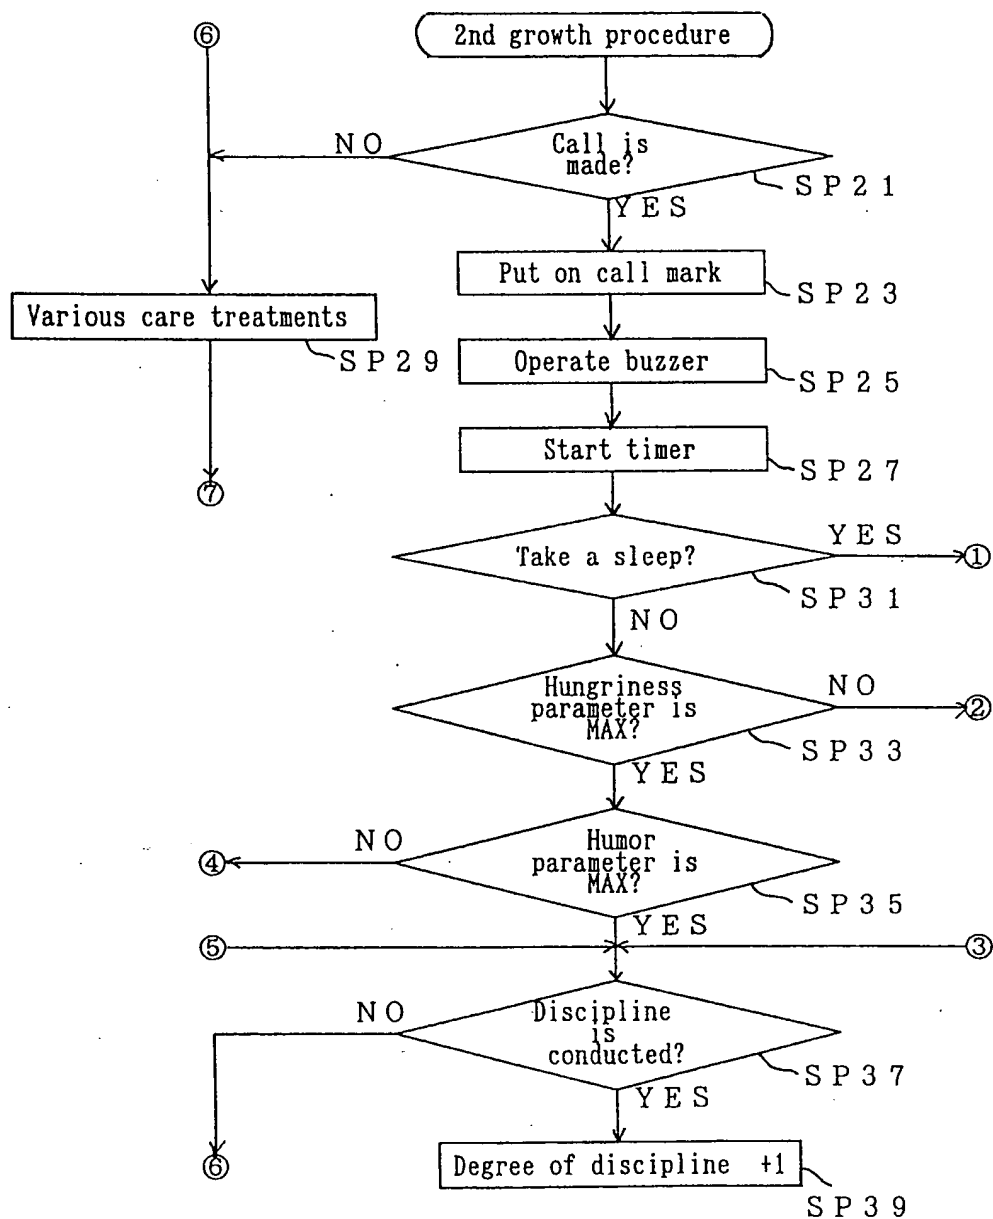 ⑥
2nd growth procedure
NO
Call is
made?
SP21
YES
Put on call mark
SP23
Various care treatments
SP29
Operate buzzer
SP25
Start timer
SP27
⑦
YES
Take a sleep?
①
SP31
NO
Hungriness
parameter is
MAX?
NO
②
SP33
YES
NO
Humor
parameter is
MAX?
④
SP35
YES
⑤
③
NO
Discipline
is
conducted?
SP37
YES
⑥
Degree of discipline +1
SP39